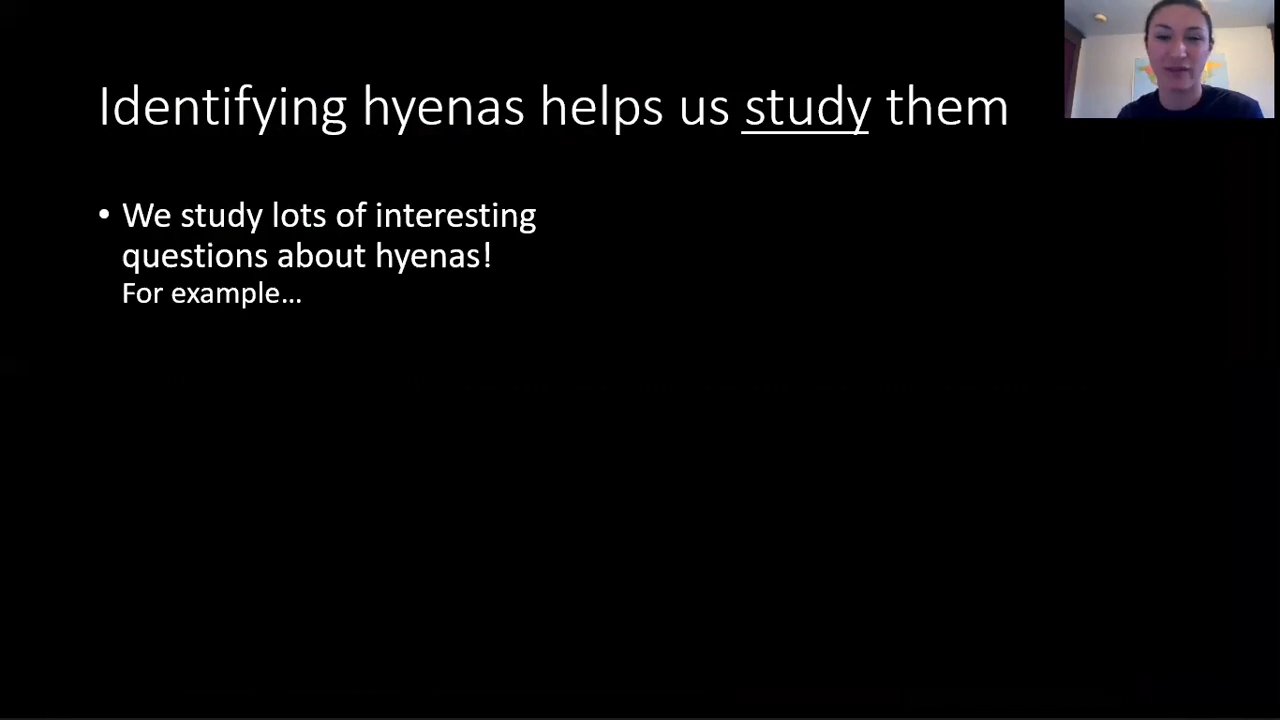 Identifying hyenas helps us study them
• We study lots of interesting
questions about hyenas!
For example…